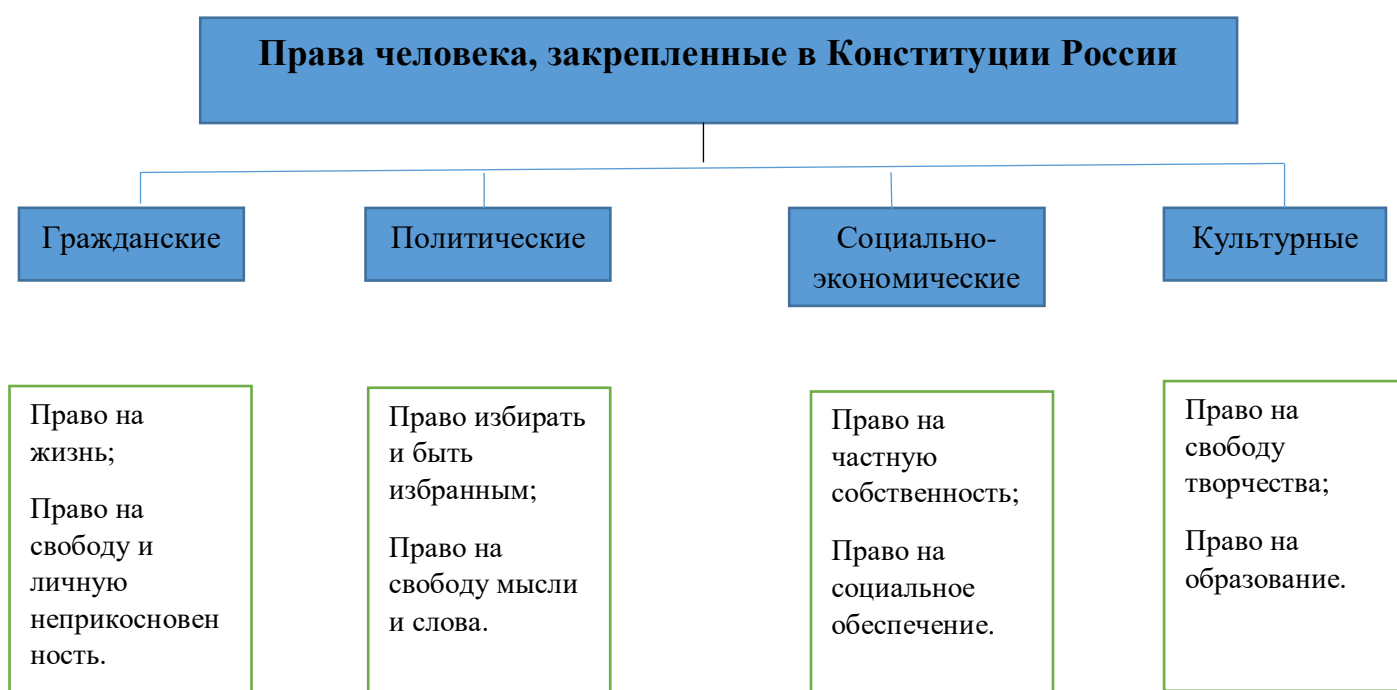 Права человека, закрепленные в Конституции России
Гражданские
Политические
Социально-
экономические
Культурные
Право на
жизнь;
Право на
свободу и
личную
неприкосновен
ность.
Право избирать
и быть
избранным;
Право на
свободу мысли
и слова.
Право на
частную
собственность;
Право на
социальное
обеспечение.
Право на
свободу
творчества;
Право на
образование.